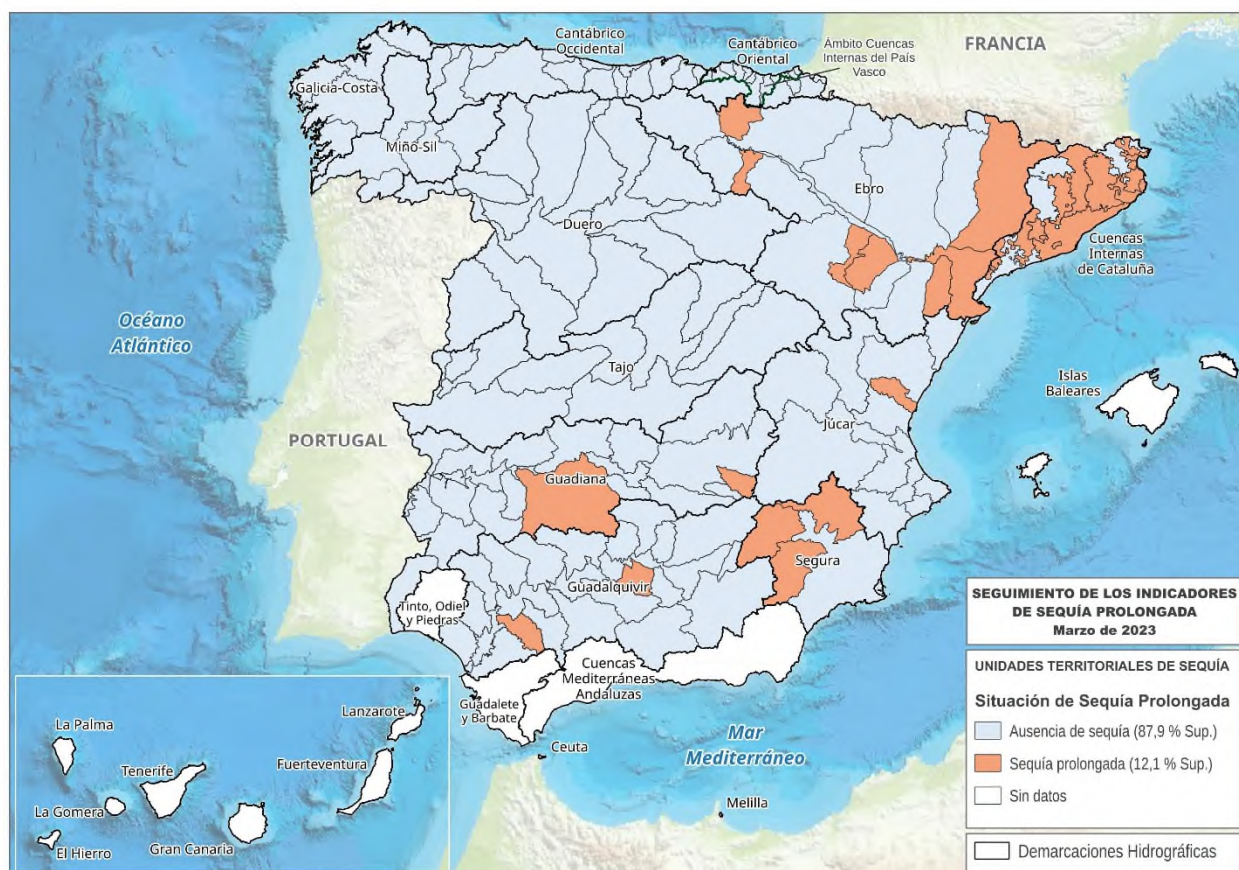 Cantábrico
Occidental
Cantábrico
Oriental
Ámbito Cuencas
Internas del País
Vasco
FRANCIA
Galicia-Costa
Miño-Sil
Ebro
Duero
Cuencas
Internas
de Cataluña
Océano
Atlántico
Tajo
Islas
Baleares
PORTUGAL
Júcar
Guadiana
Segura
Guadalquivir
Tinto, Odiel
y Piedras
Cuencas
Mediterráneas
Andaluzas
Guadalete
y Barbate
Ceuta
Mar
Mediterráneo
Melilla
La Palma
Lanzarote
Tenerife
Fuerteventura
La Gomera
El Hierro
Gran Canaria
SEGUIMIENTO DE LOS INDICADORES
DE SEQUÍA PROLONGADA
Marzo de 2023
UNIDADES TERRITORIALES DE SEQUÍA
Situación de Sequía Prolongada
Ausencia de sequía (87,9 % Sup.)
Sequía prolongada (12,1 % Sup.)
Sin datos
Demarcaciones Hidrográficas